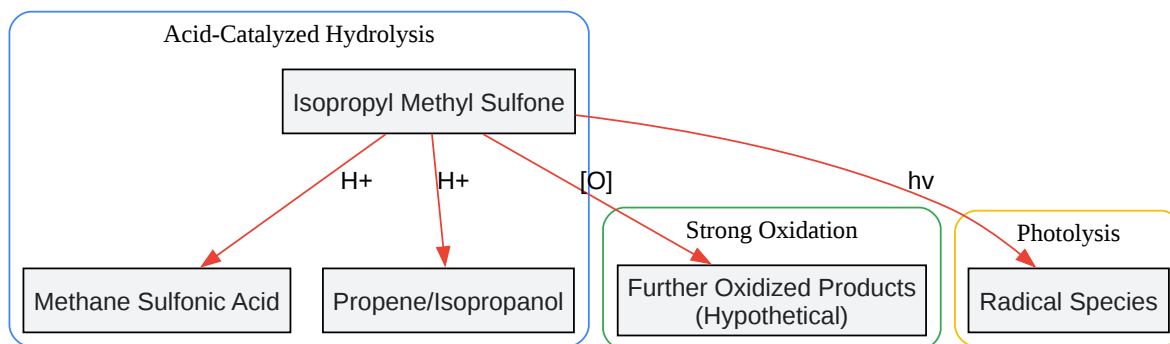 Acid-Catalyzed Hydrolysis
Isopropyl Methyl Sulfone
H+
H+
[O]
hv
Strong Oxidation
Photolysis
Methane Sulfonic Acid
Propene/Isopropanol
Further Oxidized Products
(Hypothetical)
Radical Species